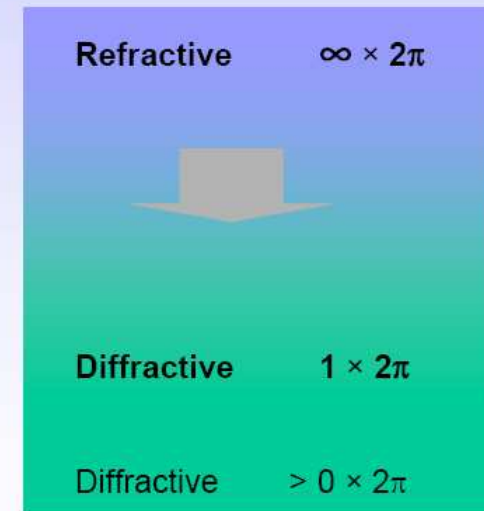 Refractive ∞ × 2π
Diffractive 1 × 2π
Diffractive > 0 × 2π